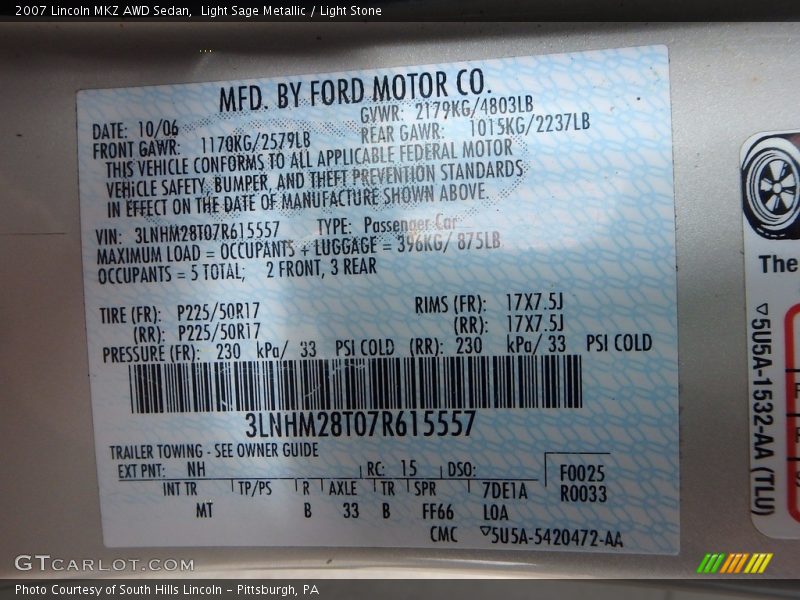 2007 Lincoln MKZ AWD Sedan,  Light Sage Metallic / Light Stone
MFD. BY FORD MOTOR CO.
DATE: 10/06 GVWR: 2179KG/4803LB
FRONT GAWR: 1170KG/2579LB REAR GAWR: 1015KG/2237LB
THIS VEHICLE CONFORMS TO ALL APPLICABLE FEDERAL MOTOR
VEHICLE SAFETY, BUMPER, AND THEFT PREVENTION STANDARDS
IN EFFECT ON THE DATE OF MANUFACTURE SHOWN ABOVE.
VIN: 3LNHM28T07R615557 TYPE: Passenger Car
MAXIMUM LOAD = OCCUPANTS + LUGGAGE = 396KG/ 875LB
OCCUPANTS = 5 TOTAL; 2 FRONT, 3 REAR
TIRE (FR): P225/50R17 RIMS (FR): 17X7.5J
(RR): P225/50R17 (RR): 17X7.5J
PRESSURE (FR): 230 kPa/ 33 PSI COLD (RR): 230 kPa/ 33 PSI COLD
3LNHM28T07R615557
TRAILER TOWING - SEE OWNER GUIDE
EXT PNT: NH RC: 15 DSO: F0025
INT TR TP/PS R AXLE TR SPR 7DE1A R0033
MT B 33 B FF66 LOA
CMC 5U5A-5420472-AA
The
5U5A-1532-AA (TLU)
GTCARLOT.COM
Photo Courtesy of South Hills Lincoln - Pittsburgh, PA